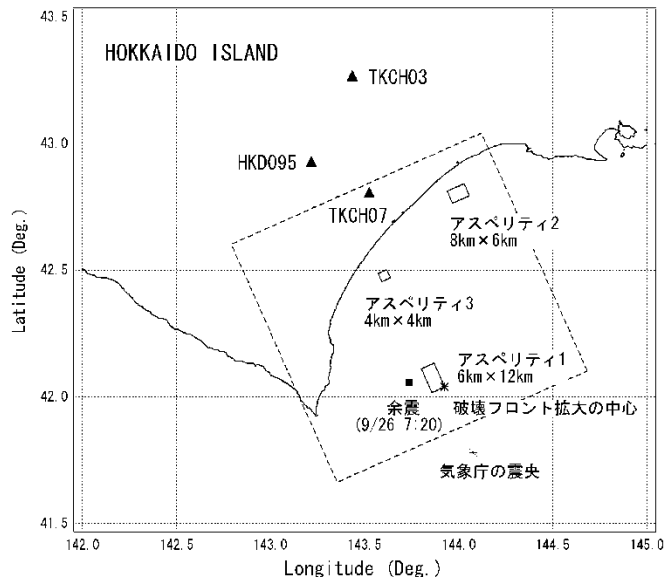 43.5
HOKKAIDO ISLAND
TKCH03
43.0
HKD095
TKCH07
アスペリティ2
8km×6km
Latitude (Deg.)
42.5
アスペリティ3
4km×4km
アスペリティ1
6km×12km
42.0
余震
(9/26 7:20)
破壊フロント拡大の中心
気象庁の震央
41.5
142.0 142.5 143.0 143.5 144.0 144.5 145.0
Longitude (Deg.)